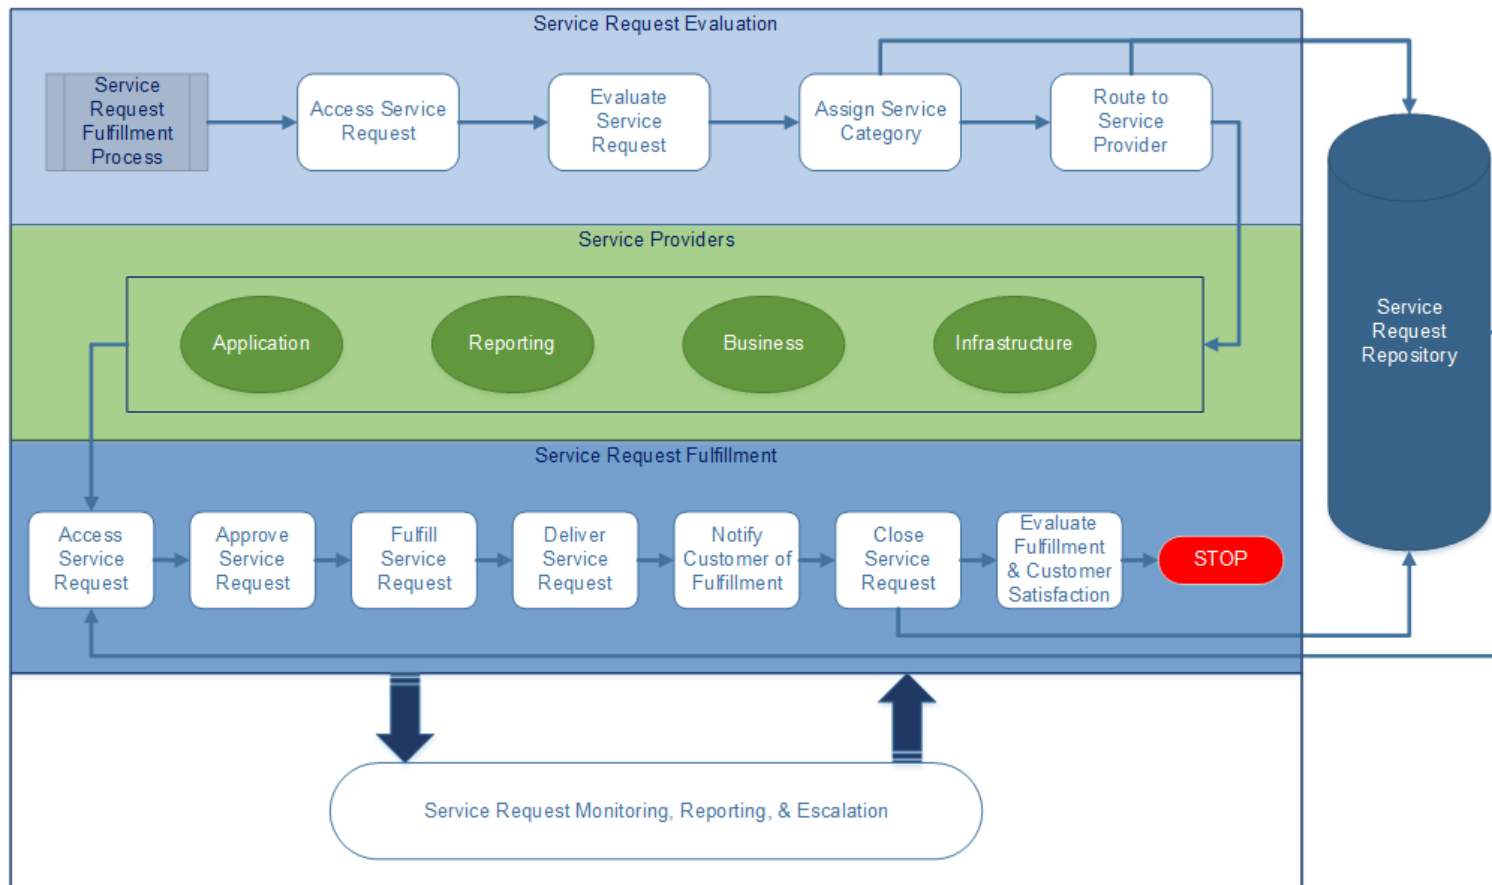 Service Request Evaluation
Service
Request
Fulfillment
Process
Access Service
Request
Evaluate
Service
Request
Assign Service
Category
Route to
Service
Provider
Service Providers
Application
Reporting
Business
Infrastructure
Service
Request
Repository
Service Request Fulfillment
Access
Service
Request
Approve
Service
Request
Fulfill
Service
Request
Deliver
Service
Request
Notify
Customer of
Fulfillment
Close
Service
Request
Evaluate
Fulfillment
& Customer
Satisfaction
STOP
Service Request Monitoring, Reporting, & Escalation